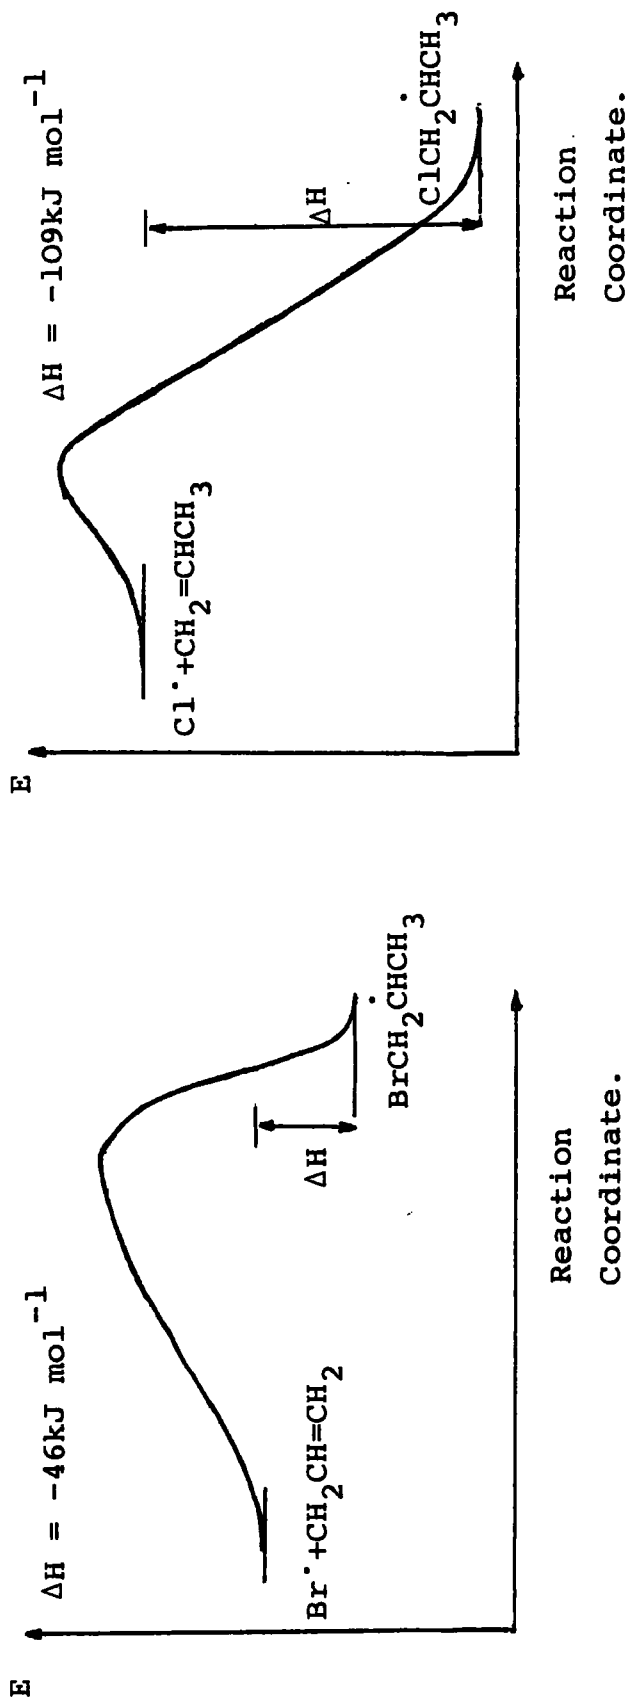 E
ΔH = -46kJ mol⁻¹
Br˙+CH₂CH=CH₂
ΔH
BrCH₂ĊHCH₃
Reaction
Coordinate.
E
ΔH = -109kJ mol⁻¹
Cl˙+CH₂=CHCH₃
ΔH
ClCH₂ĊHCH₃
Reaction
Coordinate.